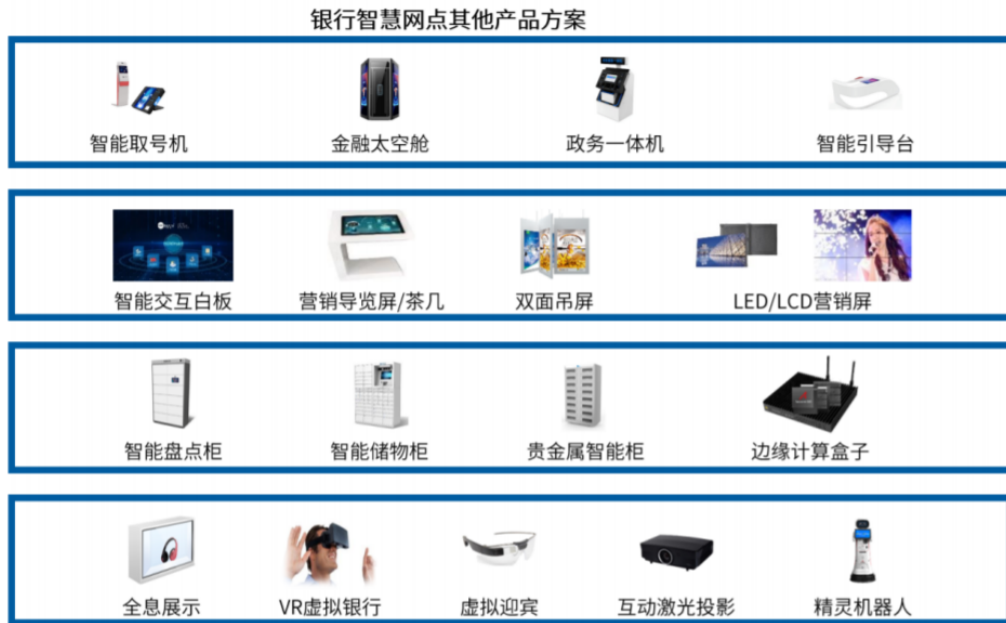 银行智慧网点其他产品方案
智能取号机
金融太空舱
政务一体机
智能引导台
智能交互白板
营销导览屏/茶几
双面吊屏
LED/LCD营销屏
智能盘点柜
智能储物柜
贵金属智能柜
边缘计算盒子
全息展示
VR虚拟银行
虚拟迎宾
互动激光投影
精灵机器人